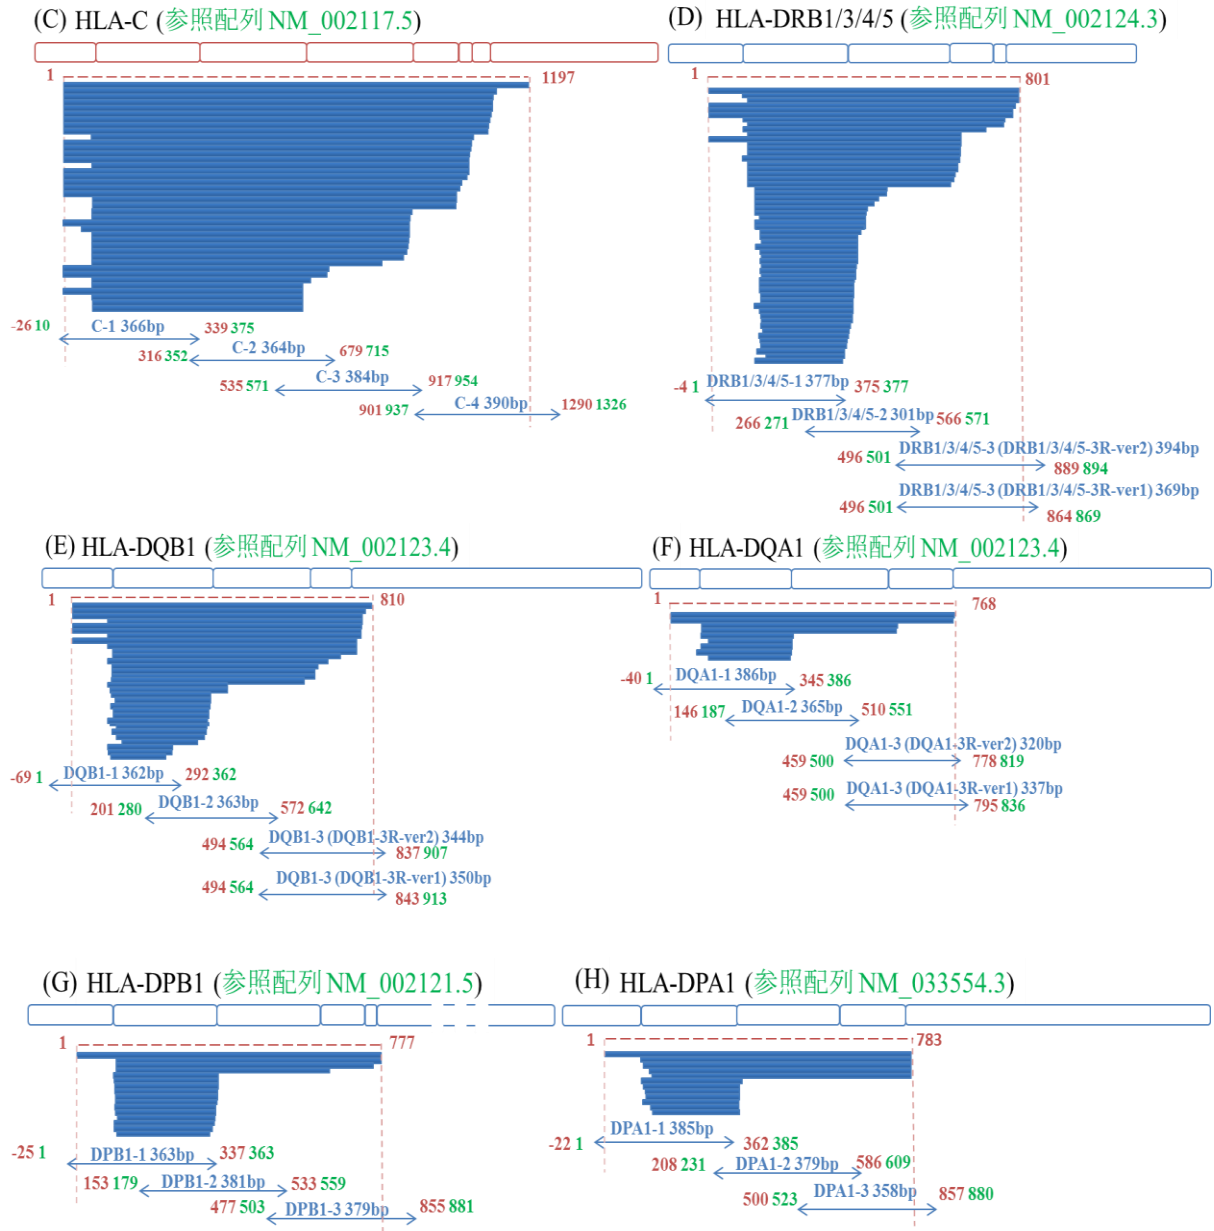 (C) HLA-C (参照配列 NM_002117.5)
1 1197
-26 10 C-1 366bp 339 375
316 352 C-2 364bp 679 715
535 571 C-3 384bp 917 954
901 937 C-4 390bp 1290 1326
(D) HLA-DRB1/3/4/5 (参照配列 NM_002124.3)
1 801
-4 1 DRB1/3/4/5-1 377bp 375 377
266 271 DRB1/3/4/5-2 301bp 566 571
496 501 DRB1/3/4/5-3 (DRB1/3/4/5-3R-ver2) 394bp
889 894
496 501 DRB1/3/4/5-3 (DRB1/3/4/5-3R-ver1) 369bp
864 869
(E) HLA-DQB1 (参照配列 NM_002123.4)
1 810
-69 1 DQB1-1 362bp 292 362
201 280 DQB1-2 363bp 572 642
494 564 DQB1-3 (DQB1-3R-ver2) 344bp
837 907
494 564 DQB1-3 (DQB1-3R-ver1) 350bp
843 913
(F) HLA-DQA1 (参照配列 NM_002123.4)
1 768
-40 1 DQA1-1 386bp 345 386
146 187 DQA1-2 365bp 510 551
459 500 DQA1-3 (DQA1-3R-ver2) 320bp
778 819
459 500 DQA1-3 (DQA1-3R-ver1) 337bp
795 836
(G) HLA-DPB1 (参照配列 NM_002121.5)
1 777
-25 1 DPB1-1 363bp 337 363
153 179 DPB1-2 381bp 533 559
477 503 DPB1-3 379bp 855 881
(H) HLA-DPA1 (参照配列 NM_033554.3)
1 783
-22 1 DPA1-1 385bp 362 385
208 231 DPA1-2 379bp 586 609
500 523 DPA1-3 358bp 857 880